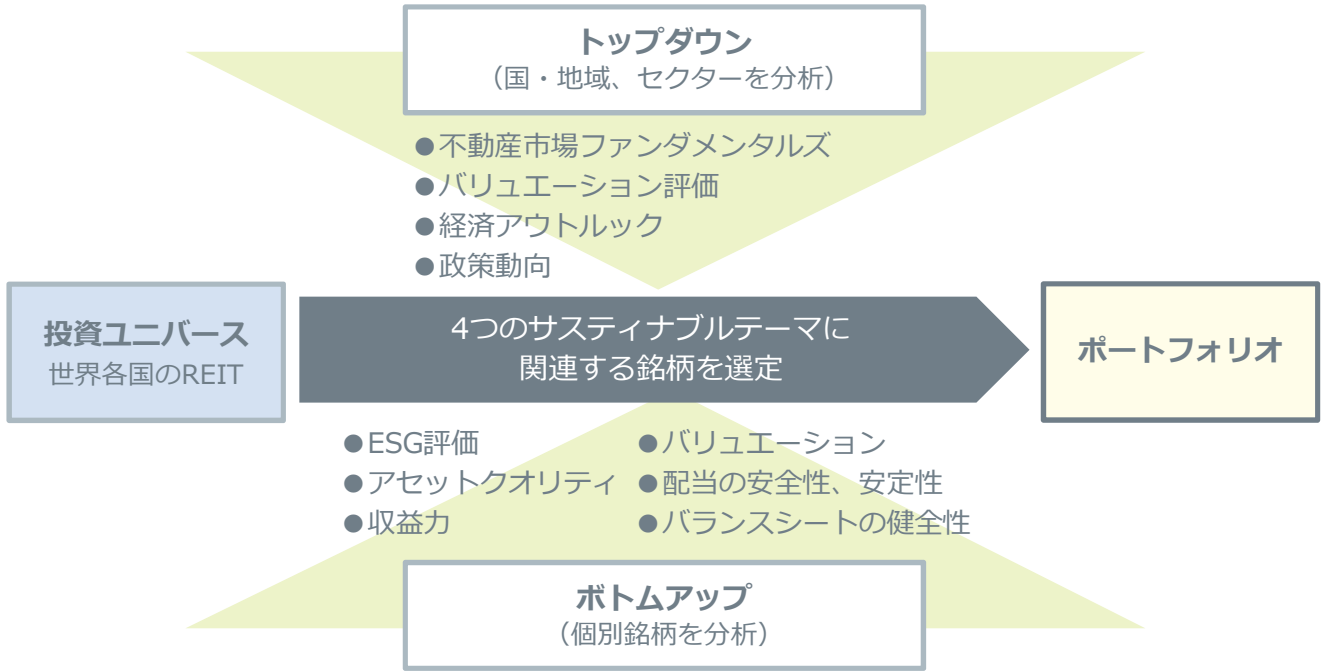 トップダウン
（国・地域、セクターを分析）
●不動産市場ファンダメンタルズ
●バリュエーション評価
●経済アウトルック
●政策動向
投資ユニバース
世界各国のREIT
4つのサスティナブルテーマに
関連する銘柄を選定
ポートフォリオ
●ESG評価
●アセットクオリティ
●収益力
●バリュエーション
●配当の安全性、安定性
●バランスシートの健全性
ボトムアップ
（個別銘柄を分析）